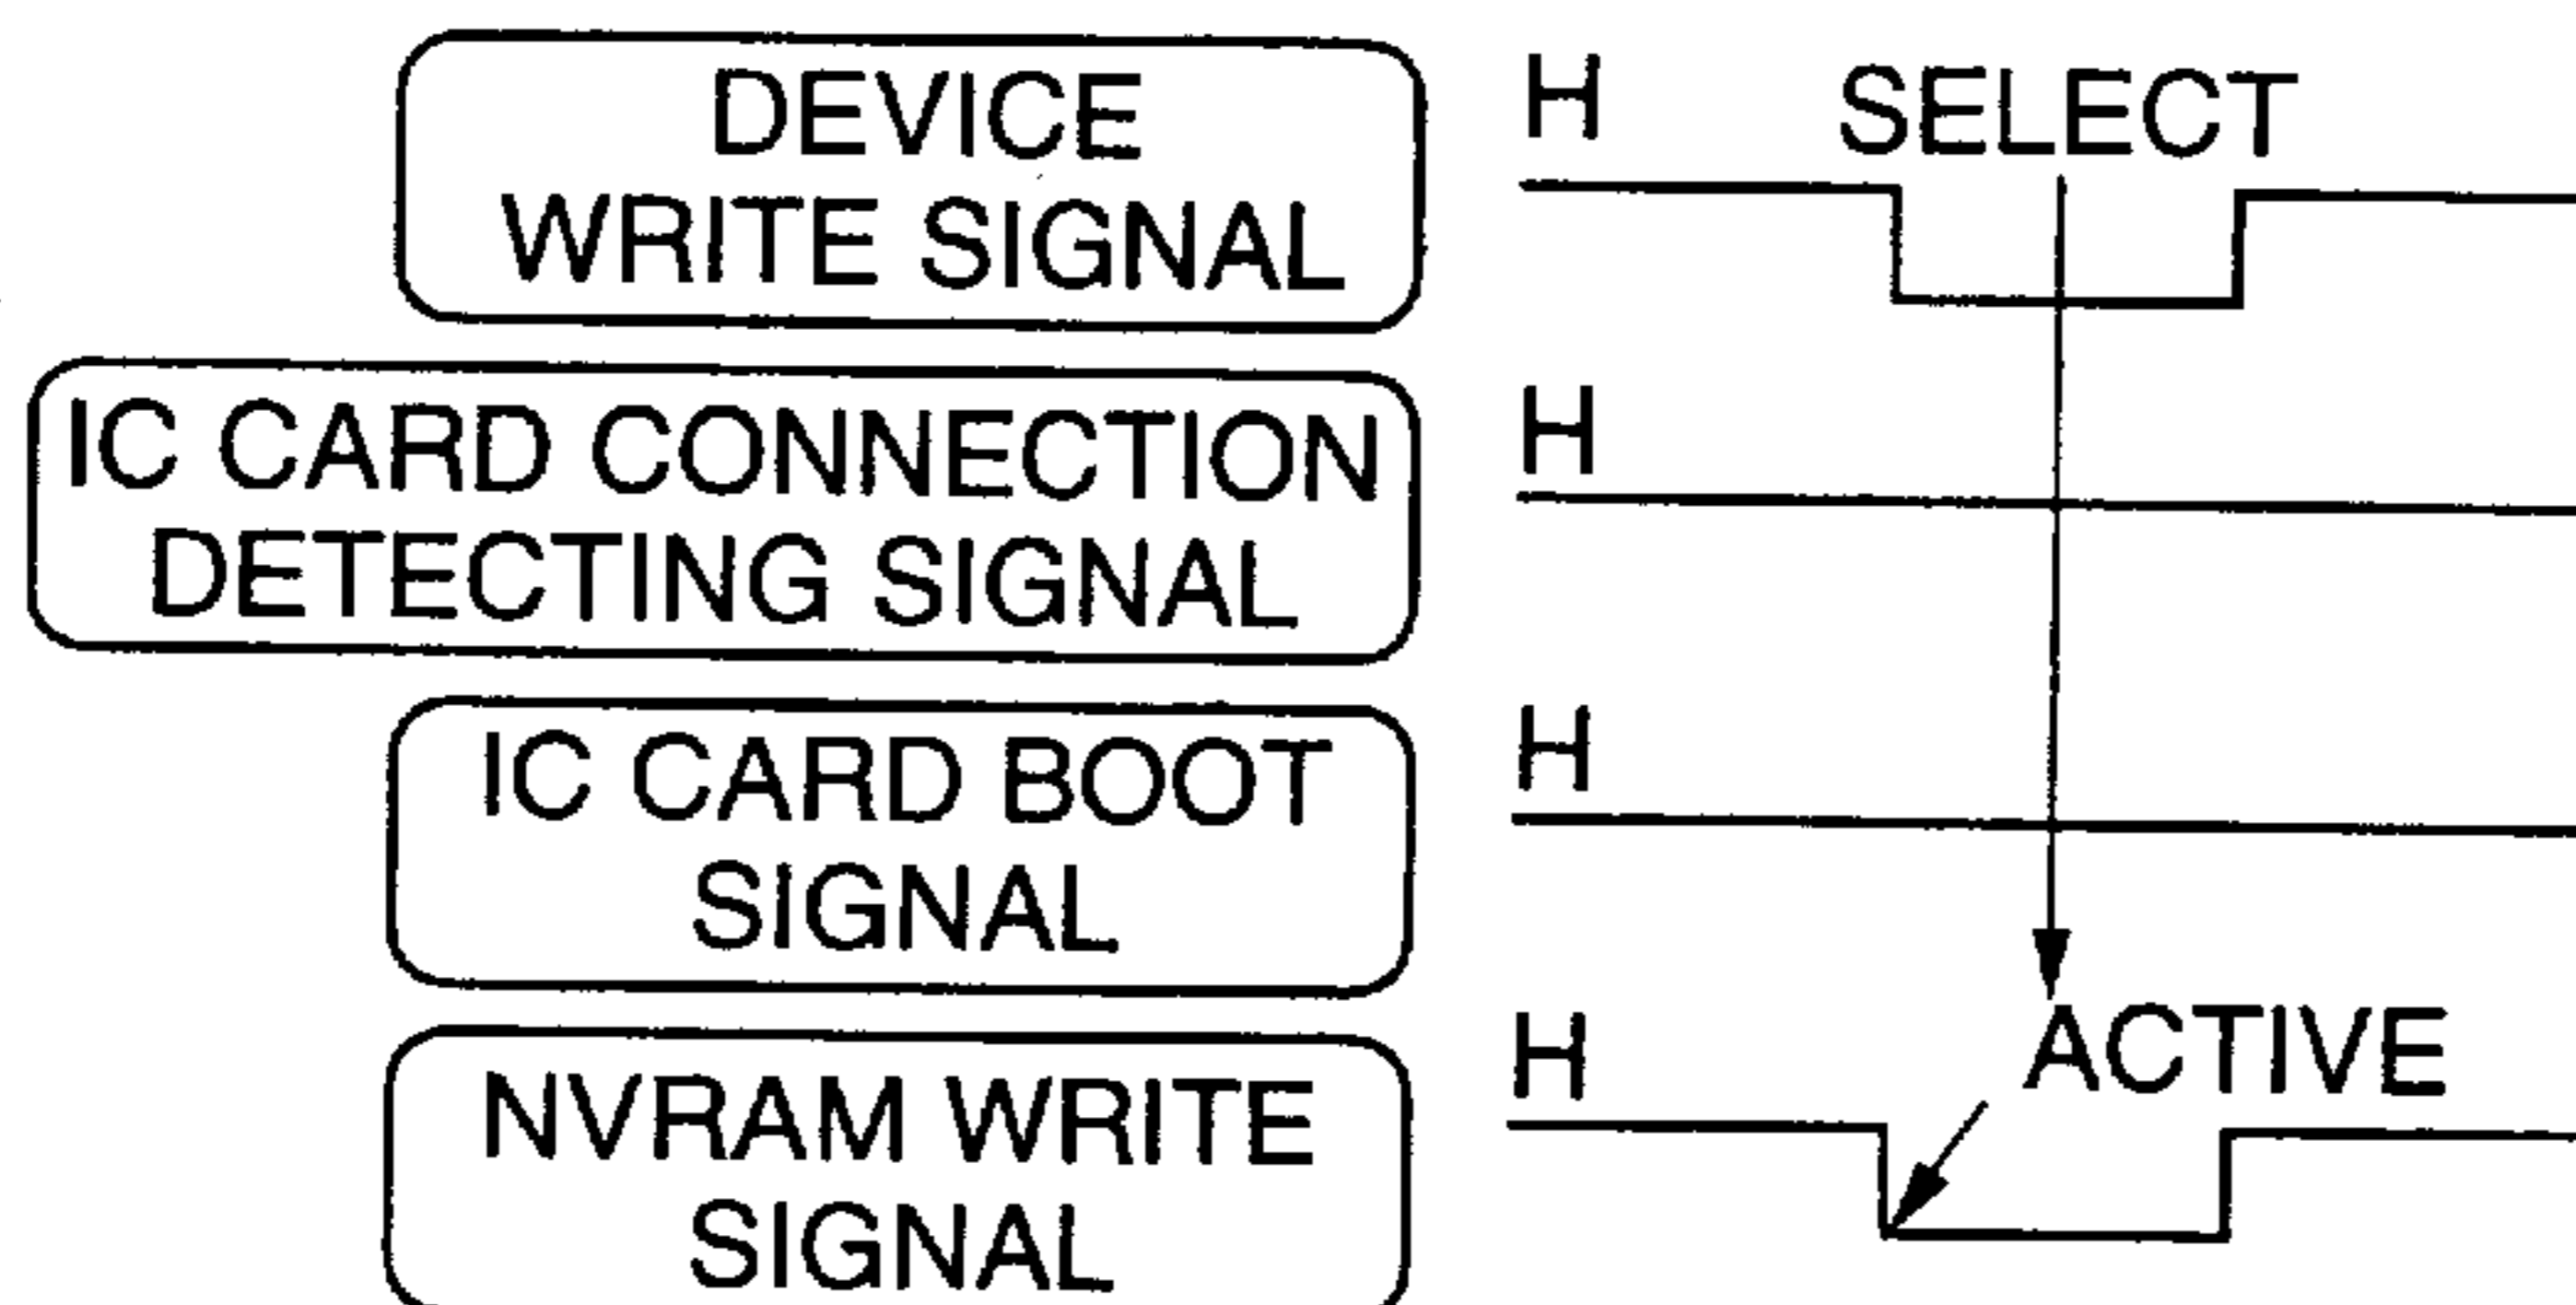 DEVICE
WRITE SIGNAL
H
SELECT
IC CARD CONNECTION
DETECTING SIGNAL
H
IC CARD BOOT
SIGNAL
H
NVRAM WRITE
SIGNAL
H
ACTIVE